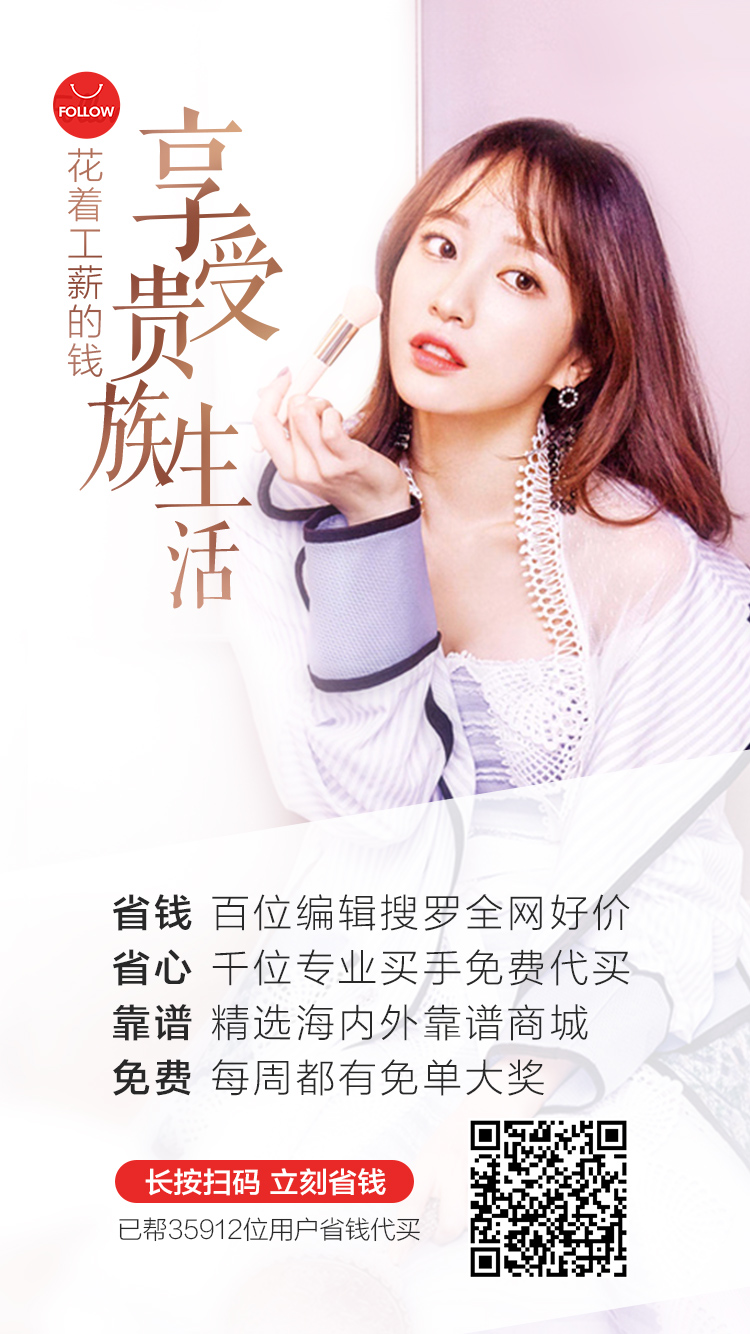 FOLLOW
花着工薪的钱
享受
贵族生活
省钱 百位编辑搜罗全网好价
省心 千位专业买手免费代买
靠谱 精选海内外靠谱商城
免费 每周都有免单大奖
长按扫码 立刻省钱
已帮35912位用户省钱代买